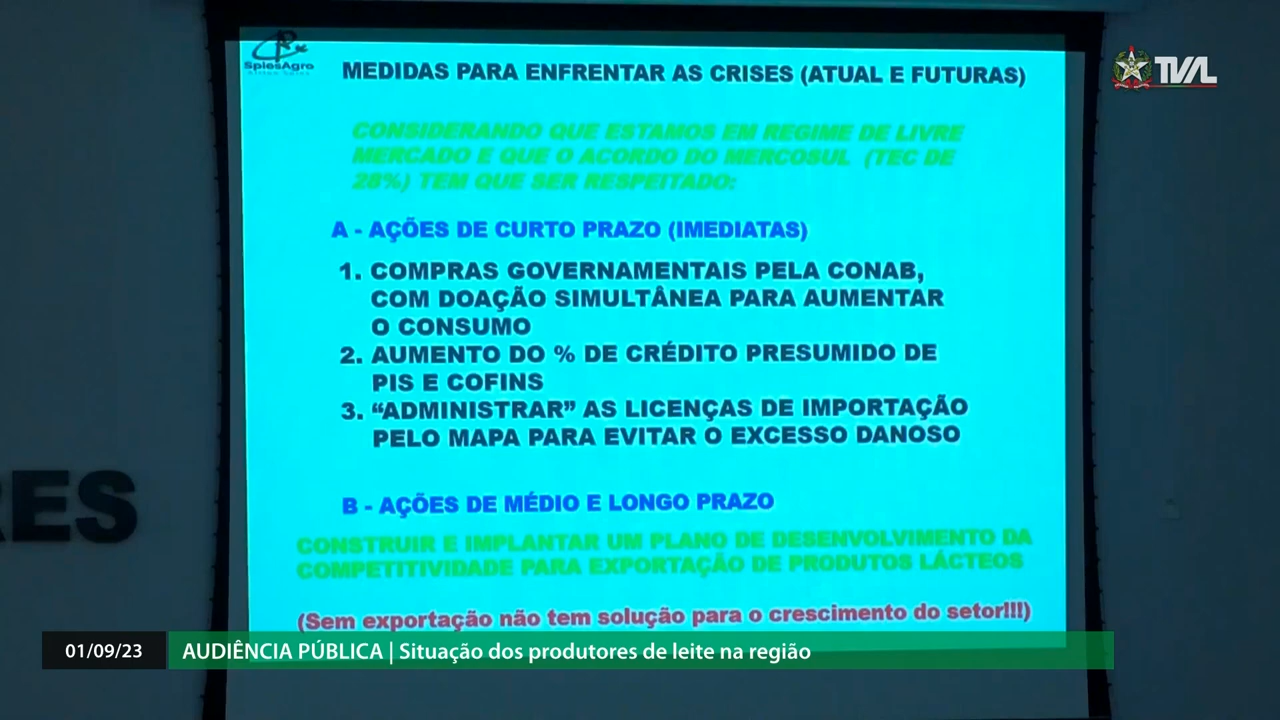 SpiesAgro
TVAL
MEDIDAS PARA ENFRENTAR AS CRISES (ATUAL E FUTURAS)
CONSIDERANDO QUE ESTAMOS EM REGIME DE LIVRE
MERCADO E QUE O ACORDO DO MERCOSUL (TEC DE
28%) TEM QUE SER RESPEITADO:
A - AÇÕES DE CURTO PRAZO (IMEDIATAS)
1. COMPRAS GOVERNAMENTAIS PELA CONAB,
COM DOAÇÃO SIMULTÂNEA PARA AUMENTAR
O CONSUMO
2. AUMENTO DO % DE CRÉDITO PRESUMIDO DE
PIS E COFINS
3. “ADMINISTRAR” AS LICENÇAS DE IMPORTAÇÃO
PELO MAPA PARA EVITAR O EXCESSO DANOSO
RES
B - AÇÕES DE MÉDIO E LONGO PRAZO
CONSTRUIR E IMPLANTAR UM PLANO DE DESENVOLVIMENTO DA
COMPETITIVIDADE PARA EXPORTAÇÃO DE PRODUTOS LÁCTEOS
(Sem exportação não tem solução para o crescimento do setor!!!)
01/09/23 AUDIÊNCIA PÚBLICA | Situação dos produtores de leite na região